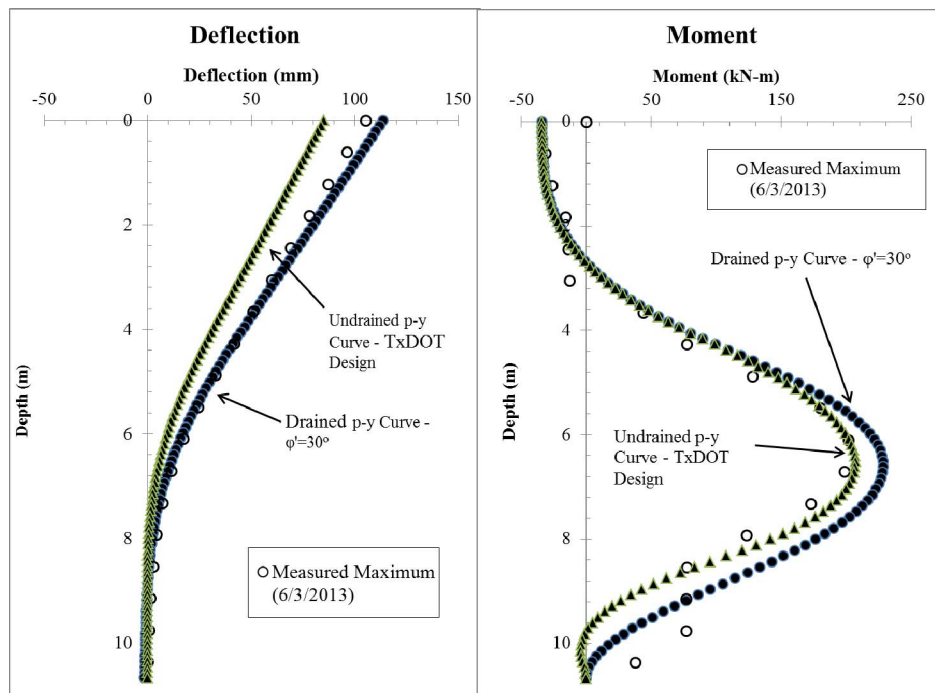 Deflection
Deflection (mm)
-50 0 50 100 150
Depth (m)
0
2
4
6
8
10
Undrained p-y
Curve - TxDOT
Design
Drained p-y Curve -
φ'=30º
Measured Maximum
(6/3/2013)
Moment
Moment (kN-m)
-50 50 150 250
Depth (m)
0
4
6
8
10
Measured Maximum
(6/3/2013)
Drained p-y Curve - φ'=30º
Undrained p-y
Curve - TxDOT
Design
2